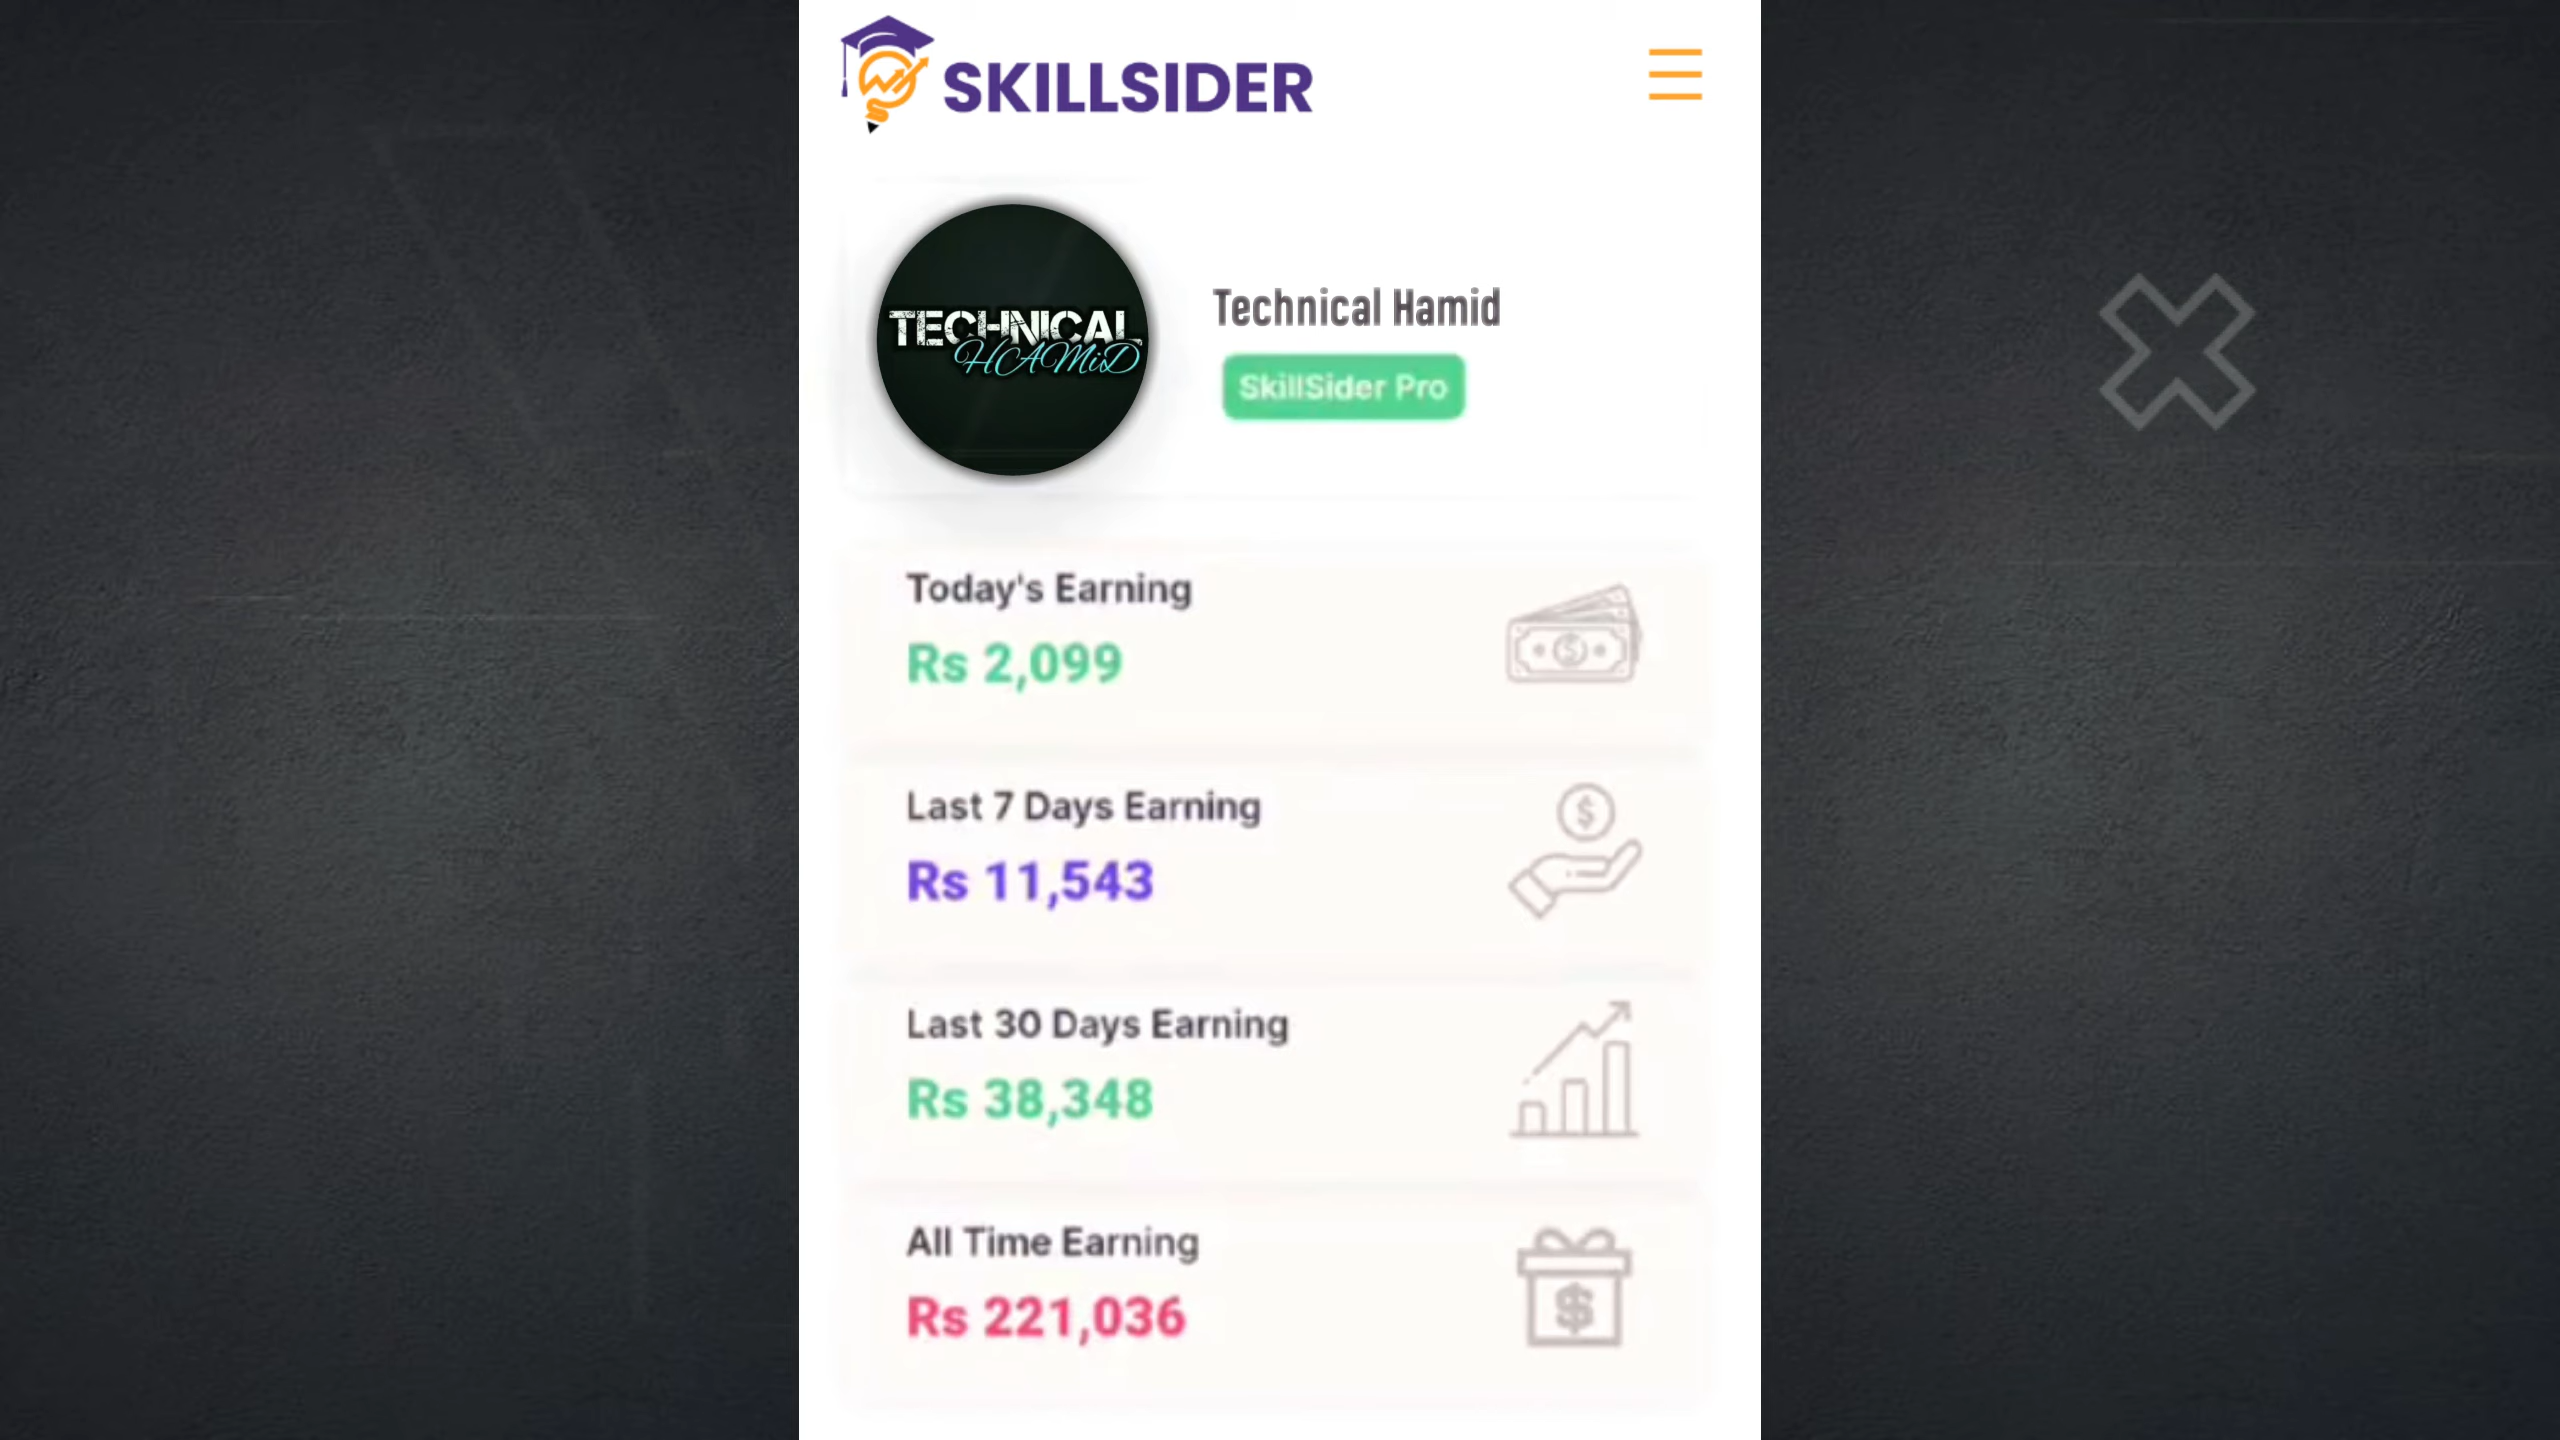 SKILLSIDER
TECHNICAL
HAMiD
Technical Hamid
SkillSider Pro
Today's Earning
Rs 2,099
Last 7 Days Earning
Rs 11,543
Last 30 Days Earning
Rs 38,348
All Time Earning
Rs 221,036